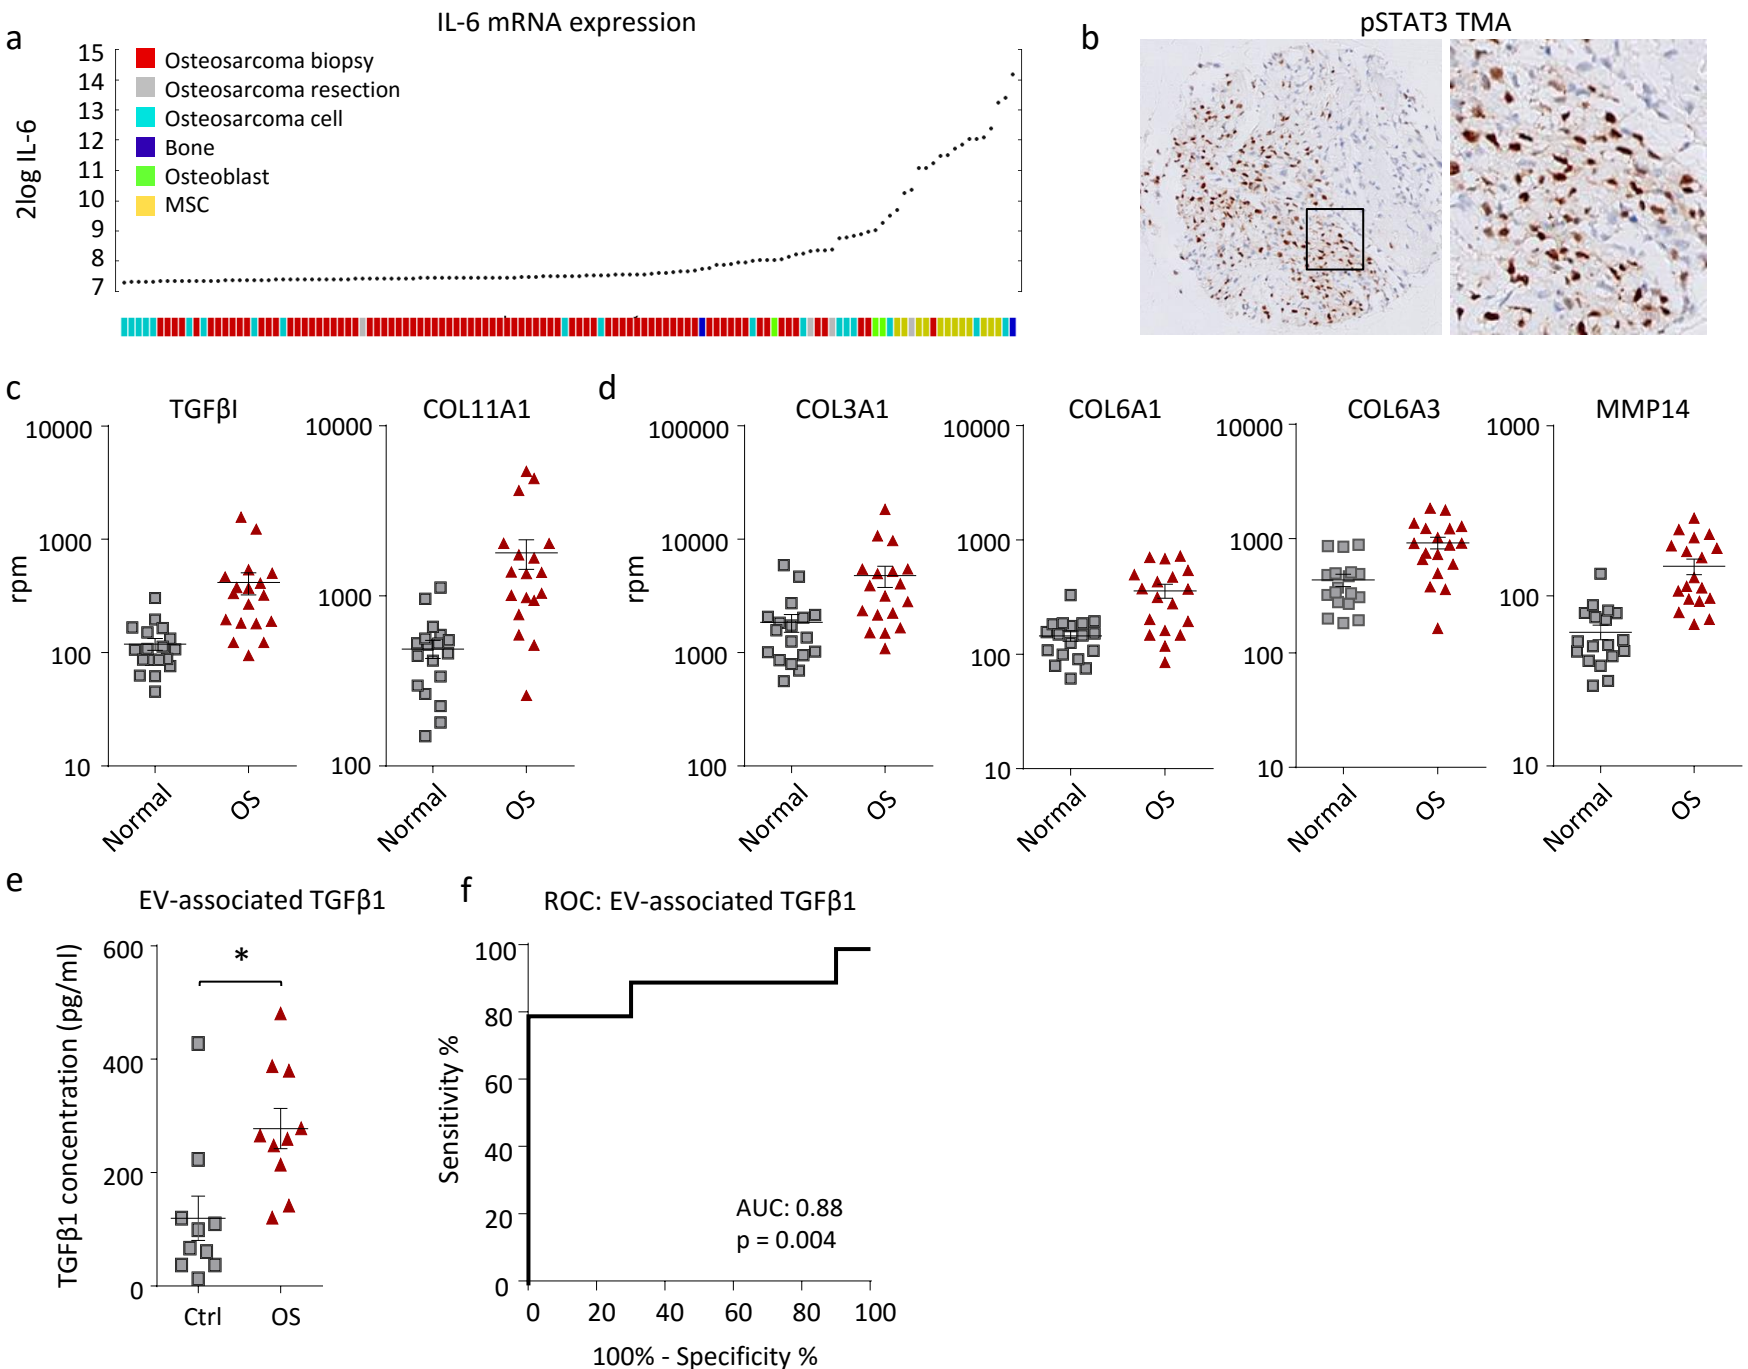 a
IL-6 mRNA expression
2log IL-6
15
14
13
12
11
10
9
8
7
Osteosarcoma biopsy
Osteosarcoma resection
Osteosarcoma cell
Bone
Osteoblast
MSC
b
pSTAT3 TMA
c
rpm
TGFβI
10000
1000
100
10
Normal
OS
COL11A1
10000
1000
100
Normal
OS
d
rpm
COL3A1
100000
10000
1000
100
Normal
OS
COL6A1
10000
1000
100
10
Normal
OS
COL6A3
10000
1000
100
10
Normal
OS
MMP14
1000
100
10
Normal
OS
e
EV-associated TGFβ1
TGFβ1 concentration (pg/ml)
600
400
200
0
*
Ctrl
OS
f
ROC: EV-associated TGFβ1
Sensitivity %
100
80
60
40
20
0
AUC: 0.88
p = 0.004
0 20 40 60 80 100
100% - Specificity %